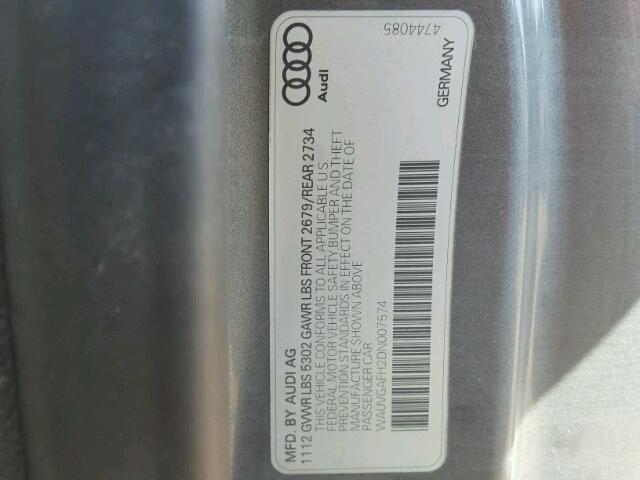 Audi
4744085
GERMANY
MFD. BY AUDI AG
1112 GVWR LBS 5302 GAWR LBS FRONT 2679/REAR 2734
THIS VEHICLE CONFORMS TO ALL APPLICABLE U.S
FEDERAL MOTOR VEHICLE SAFETY BUMPER AND THEFT
PREVENTION STANDARDS IN EFFECT ON THE DATE OF
MANUFACTURE SHOWN ABOVE
PASSENGER CAR
WAUVGAFH2DN007574